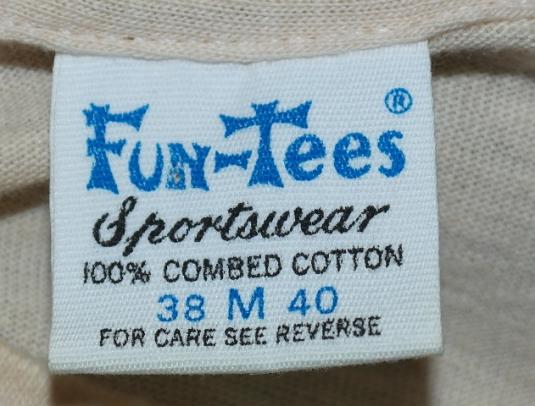 Fun-Tees®
Sportswear
100% COMBED COTTON
38 M 40
FOR CARE SEE REVERSE